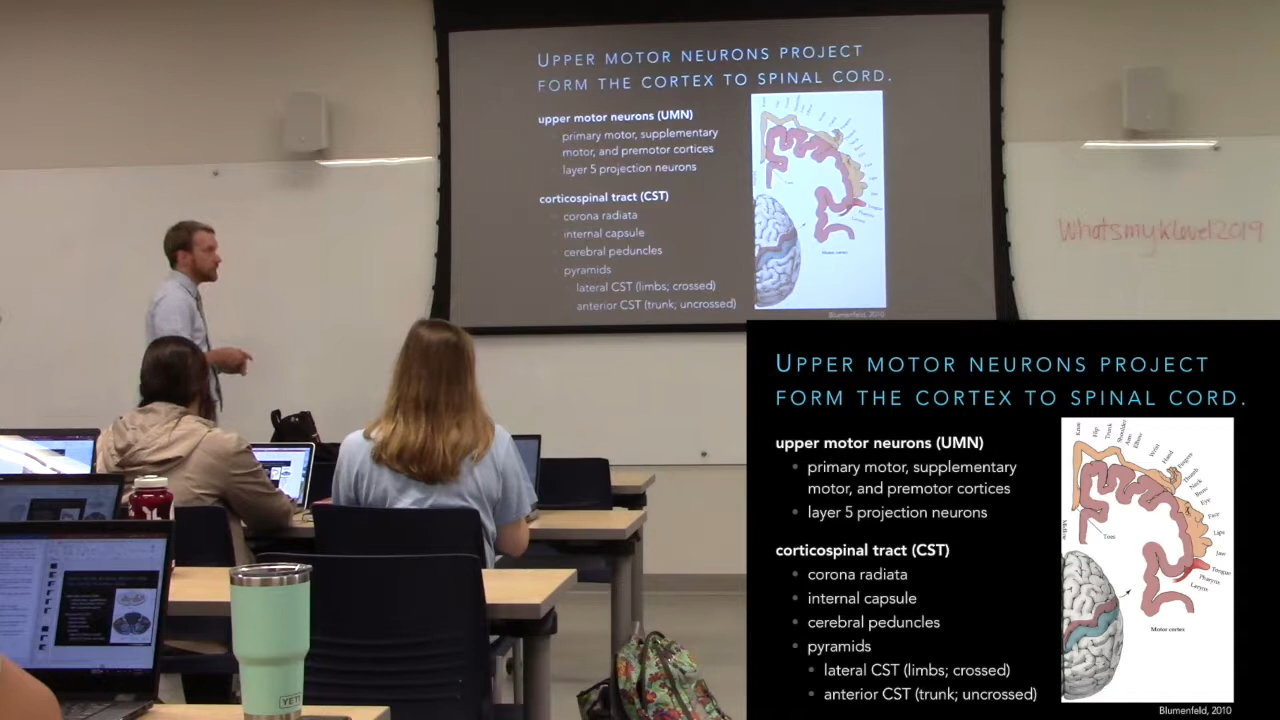 UPPER MOTOR NEURONS PROJECT
FORM THE CORTEX TO SPINAL CORD.
upper motor neurons (UMN)
primary motor, supplementary
motor, and premotor cortices
layer 5 projection neurons
corticospinal tract (CST)
corona radiata
internal capsule
cerebral peduncles
pyramids
lateral CST (limbs; crossed)
anterior CST (trunk; uncrossed)
Motor cortex
Blumenfeld, 2010
Whatsmyklevel2019
UPPER MOTOR NEURONS PROJECT
FORM THE CORTEX TO SPINAL CORD.
upper motor neurons (UMN)
• primary motor, supplementary
motor, and premotor cortices
• layer 5 projection neurons
corticospinal tract (CST)
• corona radiata
• internal capsule
• cerebral peduncles
• pyramids
• lateral CST (limbs; crossed)
• anterior CST (trunk; uncrossed)
Knee
Hip
Trunk
Shoulder
Arm
Elbow
Wrist
Hand
Fingers
Thumb
Neck
Brow
Eye
Face
Lips
Jaw
Tongue
Pharynx
Larynx
Toes
Motor cortex
Blumenfeld, 2010
YETI